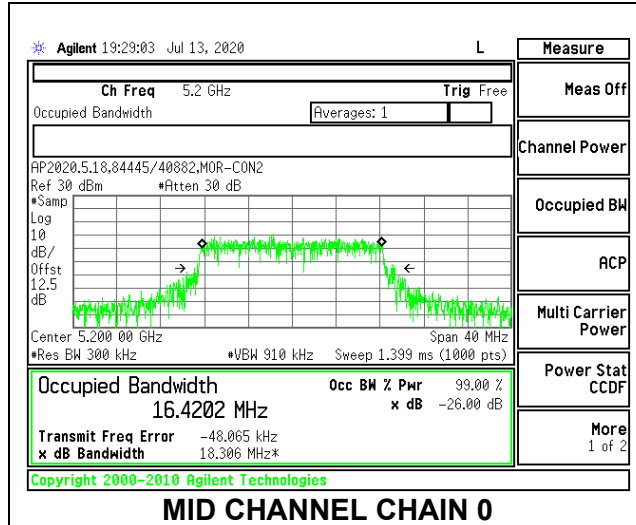 Agilent 19:29:03 Jul 13, 2020 L
Measure
Ch Freq 5.2 GHz Trig Free
Occupied Bandwidth Averages: 1
AP2020.5.18,84445/40882,MOR-CON2
Ref 30 dBm #Atten 30 dB
#Samp
Log
10
dB/
Offst
12.5
dB
Center 5.200 00 GHz Span 40 MHz
#Res BW 300 kHz #VBW 910 kHz Sweep 1.399 ms (1000 pts)
Occupied Bandwidth Occ BW % Pwr 99.00 %
16.4202 MHz x dB -26.00 dB
Transmit Freq Error -48.065 kHz
x dB Bandwidth 18.306 MHz*
Copyright 2000-2010 Agilent Technologies
Meas Off
Channel Power
Occupied BW
ACP
Multi Carrier
Power
Power Stat
CCDF
More
1 of 2
MID CHANNEL CHAIN 0